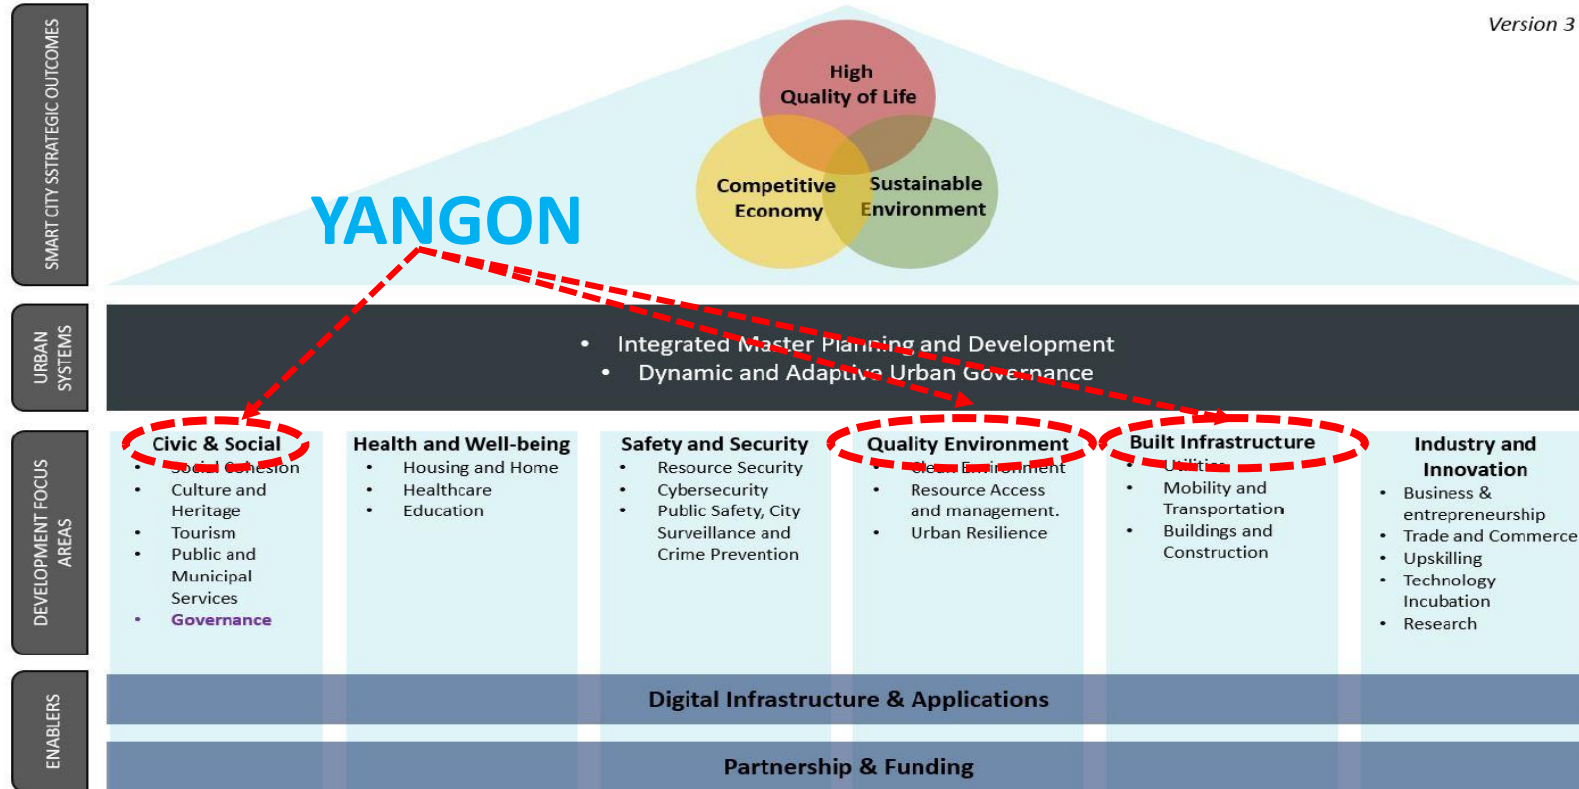 Version 3
SMART CITY SSTRATEGIC OUTCOMES
High
Quality of Life
Competitive
Economy
Sustainable
Environment
YANGON
URBAN
SYSTEMS
• Integrated Master Planning and Development
• Dynamic and Adaptive Urban Governance
DEVELOPMENT FOCUS
AREAS
Civic & Social
• Social Cohesion
• Culture and
Heritage
• Tourism
• Public and
Municipal
Services
• Governance
Health and Well-being
• Housing and Home
• Healthcare
• Education
Safety and Security
• Resource Security
• Cybersecurity
• Public Safety, City
Surveillance and
Crime Prevention
Quality Environment
• Clean Environment
• Resource Access
and management.
• Urban Resilience
Built Infrastructure
• Utilities
• Mobility and
Transportation
• Buildings and
Construction
Industry and
Innovation
• Business &
entrepreneurship
• Trade and Commerce
• Upskilling
• Technology
Incubation
• Research
ENABLERS
Digital Infrastructure & Applications
Partnership & Funding